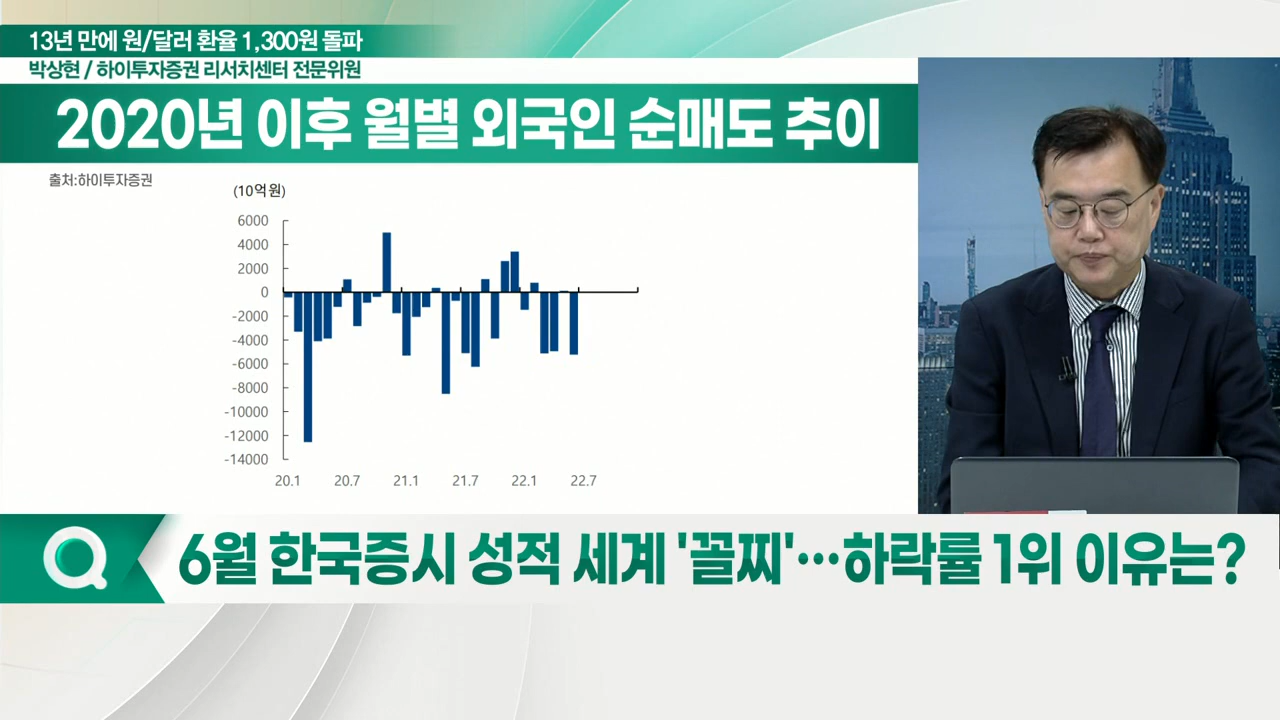 13년 만에 원/달러 환율 1,300원 돌파
박상현 / 하이투자증권 리서치센터 전문위원
2020년 이후 월별 외국인 순매도 추이
출처:하이투자증권
(10억원)
6000
4000
2000
0
-2000
-4000
-6000
-8000
-10000
-12000
-14000
20.1 20.7 21.1 21.7 22.1 22.7
6월 한국증시 성적 세계 '꼴찌'…하락률 1위 이유는?